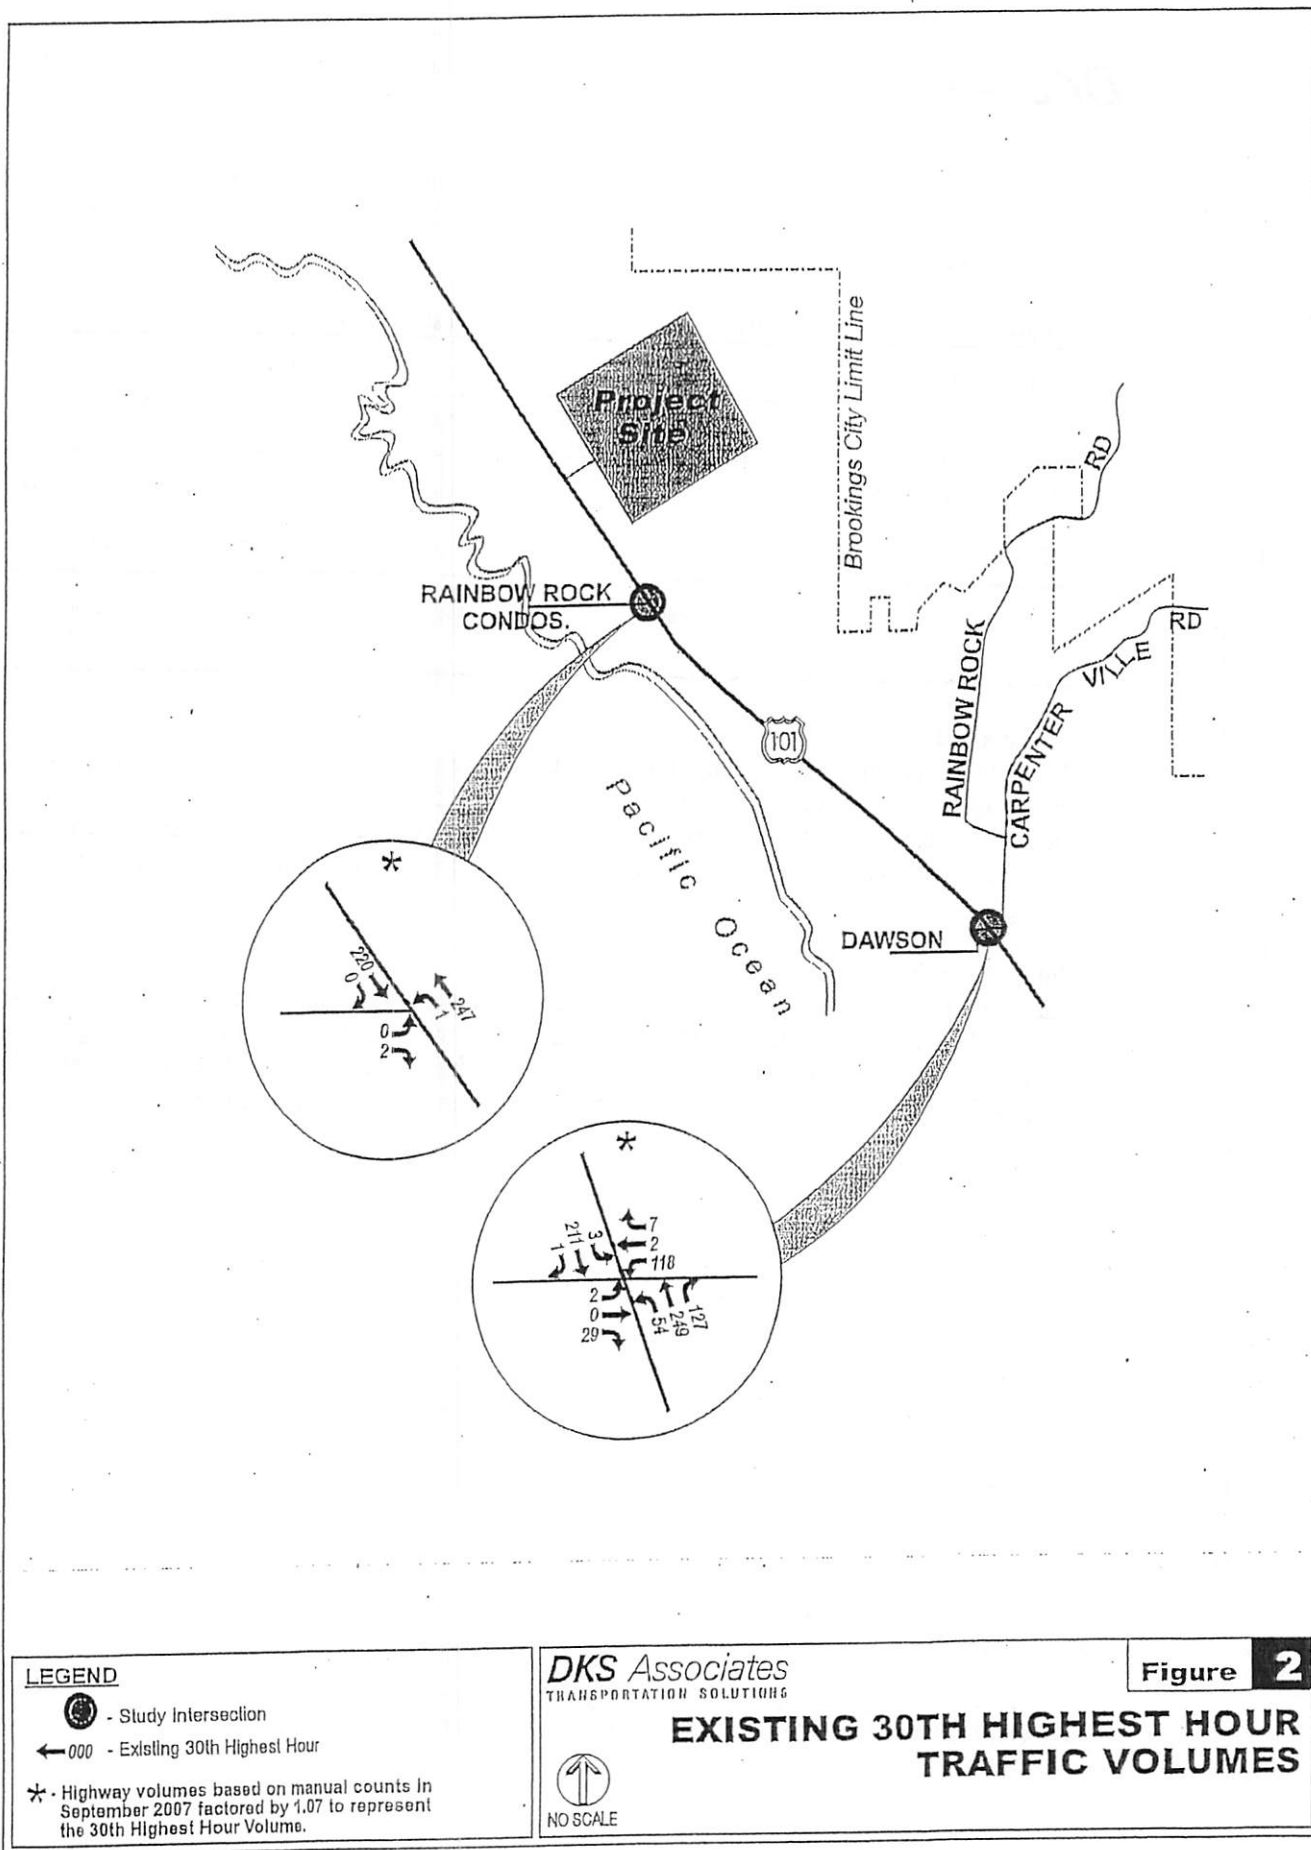 Project
Site
Brookings City Limit Line
RD
RAINBOW ROCK
CONDOS.
RD
RAINBOW ROCK
CARPENTER VILLE
101
Pacific Ocean
DAWSON
*
220
0
247
1
0
2
*
7
2
118
3
211
1
2
0
29
54
249
127
LEGEND
- Study Intersection
000 - Existing 30th Highest Hour
* - Highway volumes based on manual counts in
September 2007 factored by 1.07 to represent
the 30th Highest Hour Volume.
DKS Associates
TRANSPORTATION SOLUTIONS
Figure 2
EXISTING 30TH HIGHEST HOUR
TRAFFIC VOLUMES
NO SCALE